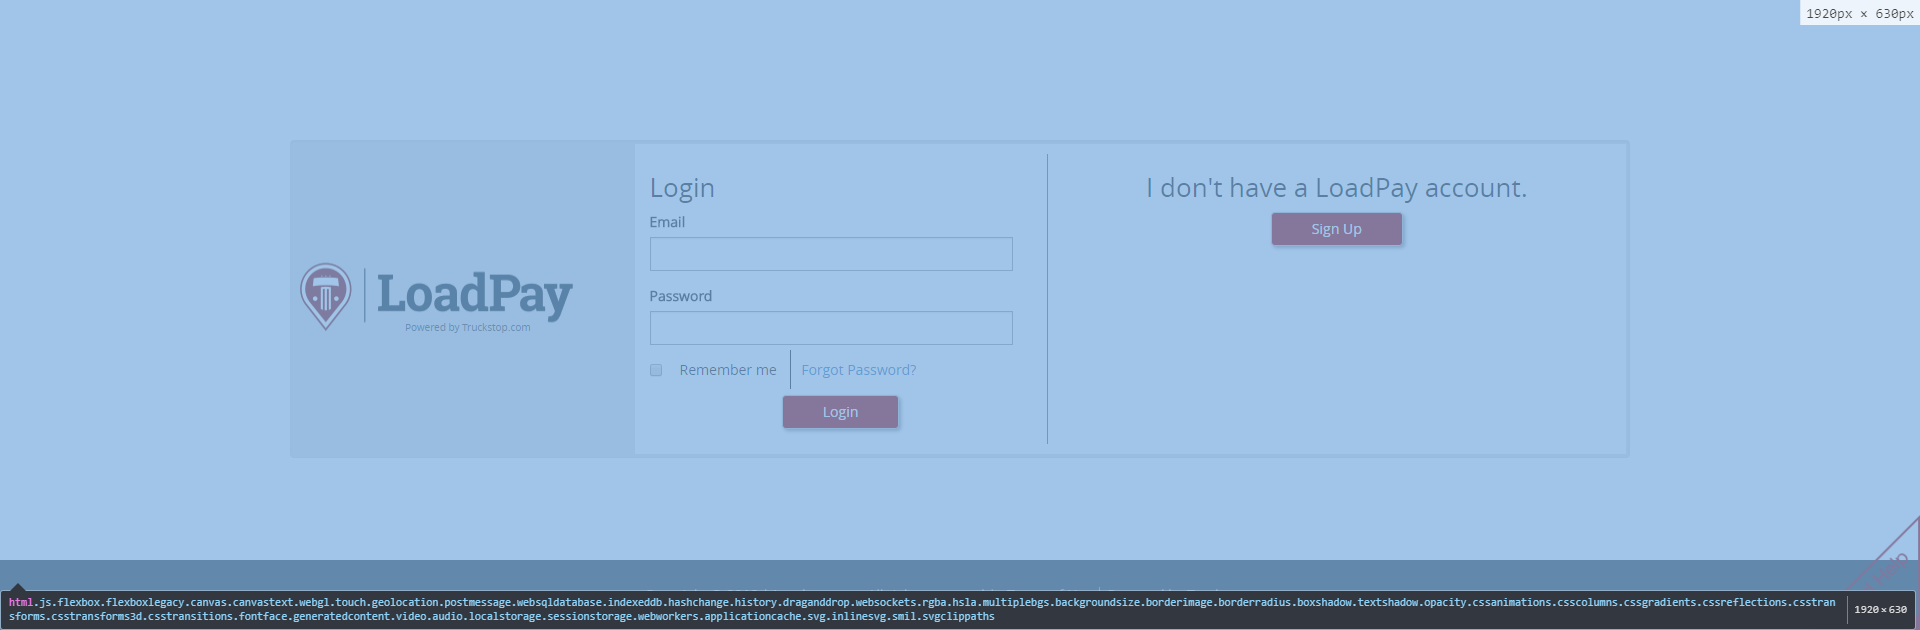 1920px × 630px
Login
Email
Password
Remember me
Forgot Password?
Login
I don't have a LoadPay account.
Sign Up
LoadPay
Powered by Truckstop.com
html.js.flexbox.flexboxlegacy.canvas.canvastext.webgl.touch.geolocation.postmessage.websqldatabase.indexeddb.hashchange.history.draganddrop.websockets.rgba.hsla.multiplebgs.backgroundsize.borderimage.borderradius.boxshadow.textshadow.opacity.cssanimations.csscolumns.cssgradients.cssreflections.csstran
sforms.csstransforms3d.csstransitions.fontface.generatedcontent.video.audio.localstorage.sessionstorage.webworkers.applicationcache.svg.inlinesvg.smil.svgclippaths
1920 × 630